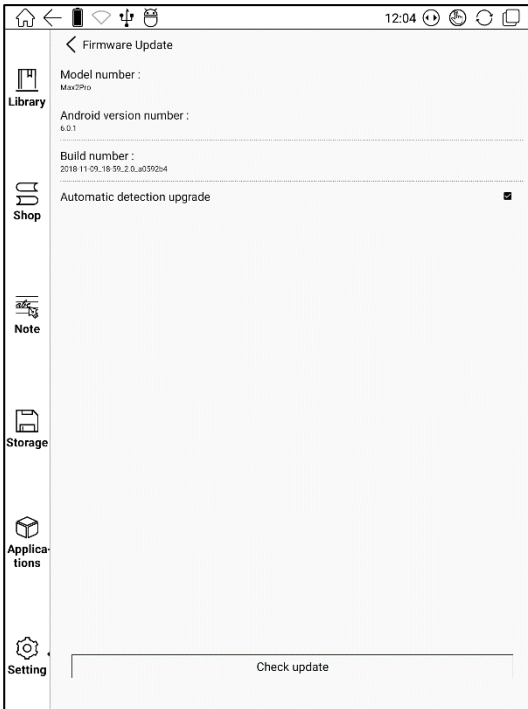 12:04
Firmware Update
Model number :
Max2Pro
Library
Android version number :
6.0.1
Build number :
2018-11-09_18-59_2.0_a0592b4
Automatic detection upgrade
Shop
abc
Note
Storage
Applica-
tions
Setting
Check update